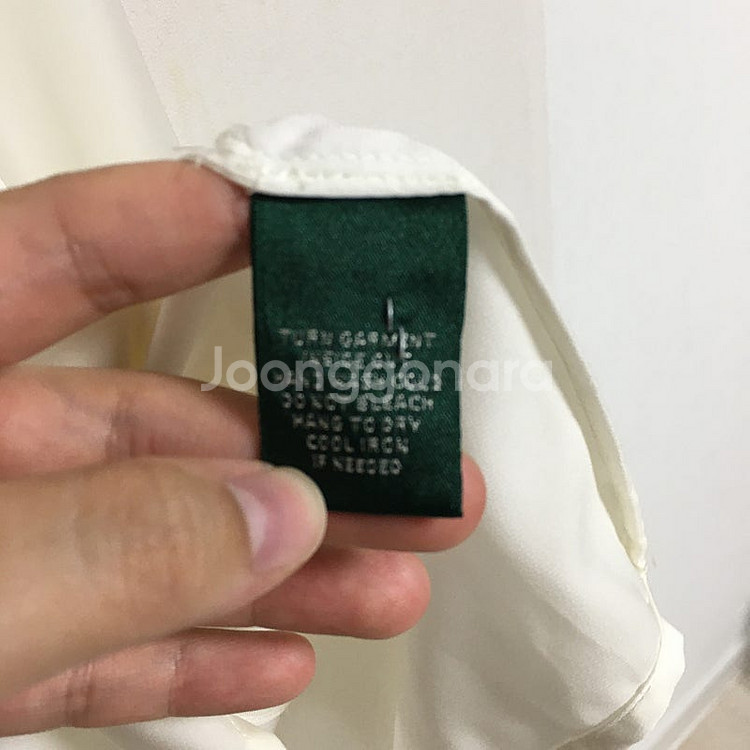 TURN GARMENT
Joonggonara
DO NOT BLEACH
HANG TO DRY
COOL IRON
IF NEEDED